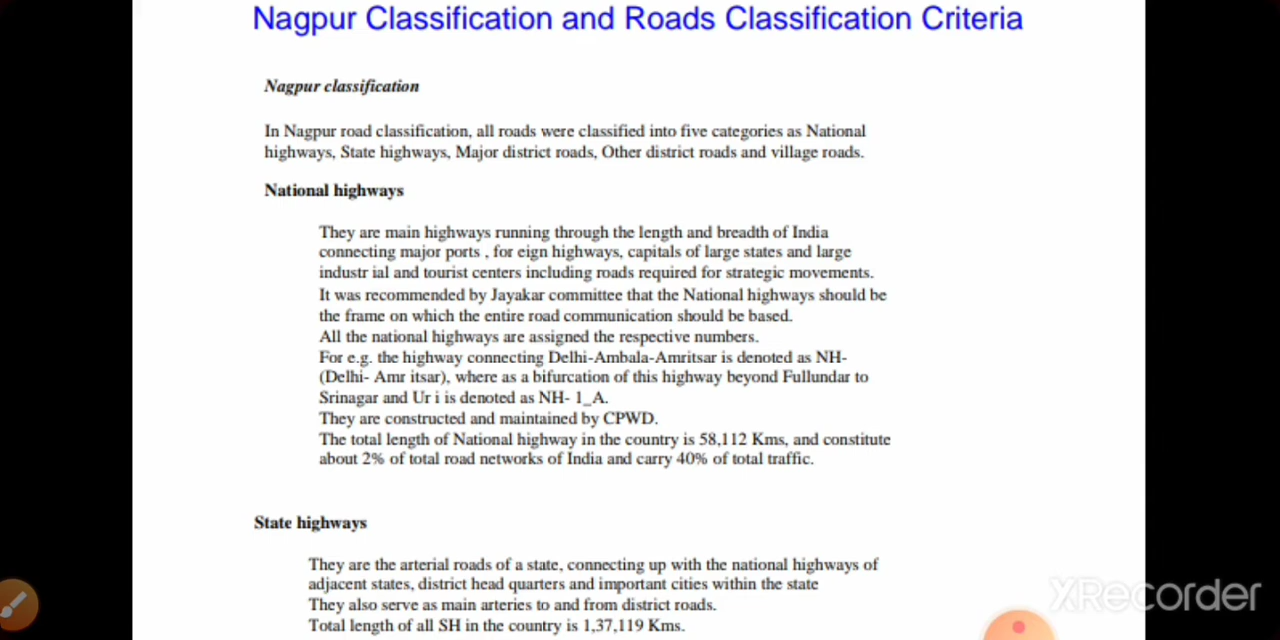 Nagpur Classification and Roads Classification Criteria
Nagpur classification
In Nagpur road classification, all roads were classified into five categories as National
highways, State highways, Major district roads, Other district roads and village roads.
National highways
They are main highways running through the length and breadth of India
connecting major ports , for eign highways, capitals of large states and large
industr ial and tourist centers including roads required for strategic movements.
It was recommended by Jayakar committee that the National highways should be
the frame on which the entire road communication should be based.
All the national highways are assigned the respective numbers.
For e.g. the highway connecting Delhi-Ambala-Amritsar is denoted as NH-
(Delhi- Amr itsar), where as a bifurcation of this highway beyond Fullundar to
Srinagar and Ur i is denoted as NH- 1_A.
They are constructed and maintained by CPWD.
The total length of National highway in the country is 58,112 Kms, and constitute
about 2% of total road networks of India and carry 40% of total traffic.
State highways
They are the arterial roads of a state, connecting up with the national highways of
adjacent states, district head quarters and important cities within the state
They also serve as main arteries to and from district roads.
Total length of all SH in the country is 1,37,119 Kms.
XRecorder